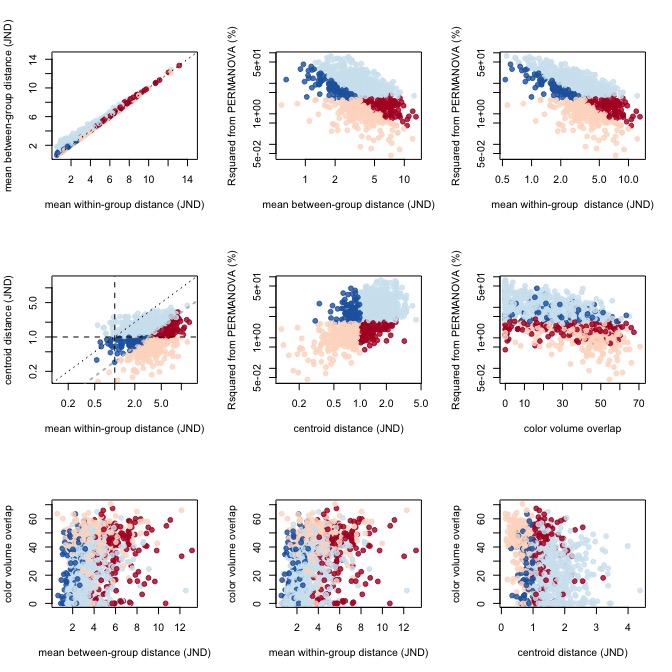 mean between-group distance (JND)
14
10
6
2
2 4 6 8 10 14
mean within-group distance (JND)
Rsquared from PERMANOVA (%)
5e+01
1e+00
5e-02
1 2 5 10
mean between-group distance (JND)
Rsquared from PERMANOVA (%)
5e+01
1e+00
5e-02
0.5 1.0 2.0 5.0 10.0
mean within-group distance (JND)
centroid distance (JND)
5.0
1.0
0.2
0.2 0.5 2.0 5.0
mean within-group distance (JND)
Rsquared from PERMANOVA (%)
5e+01
1e+00
5e-02
0.2 0.5 1.0 2.0 5.0
centroid distance (JND)
Rsquared from PERMANOVA (%)
5e+01
1e+00
5e-02
0 10 30 50 70
color volume overlap
color volume overlap
60
40
20
0
2 4 6 8 10 12
mean between-group distance (JND)
color volume overlap
60
40
20
0
2 4 6 8 10 12
mean within-group distance (JND)
color volume overlap
60
40
20
0
0 1 2 3 4
centroid distance (JND)